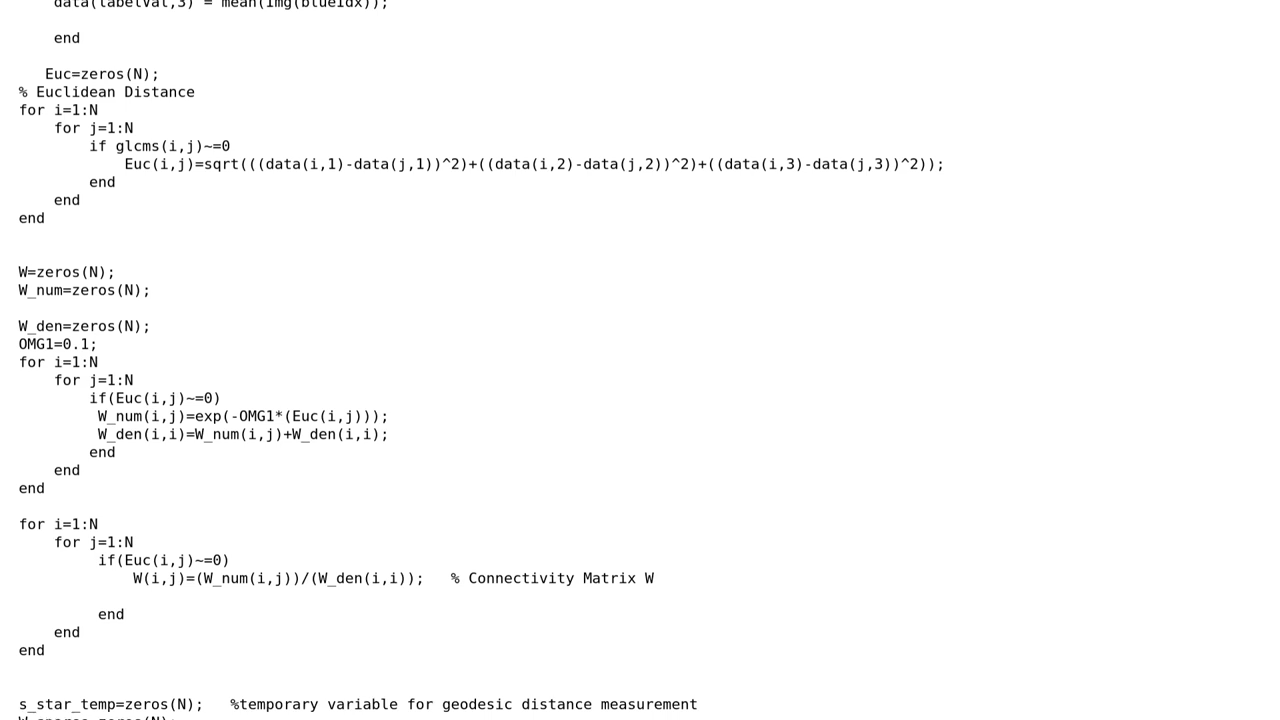 data(labelVal,3) = mean(Img(blueIdx));
end
Euc=zeros(N);
% Euclidean Distance
for i=1:N
for j=1:N
if glcms(i,j)~=0
Euc(i,j)=sqrt(((data(i,1)-data(j,1))^2)+((data(i,2)-data(j,2))^2)+((data(i,3)-data(j,3))^2));
end
end
end
W=zeros(N);
W_num=zeros(N);
W_den=zeros(N);
OMG1=0.1;
for i=1:N
for j=1:N
if(Euc(i,j)~=0)
W_num(i,j)=exp(-OMG1*(Euc(i,j)));
W_den(i,i)=W_num(i,j)+W_den(i,i);
end
end
end
for i=1:N
for j=1:N
if(Euc(i,j)~=0)
W(i,j)=(W_num(i,j))/(W_den(i,i));   % Connectivity Matrix W
end
end
end
s_star_temp=zeros(N);   %temporary variable for geodesic distance measurement